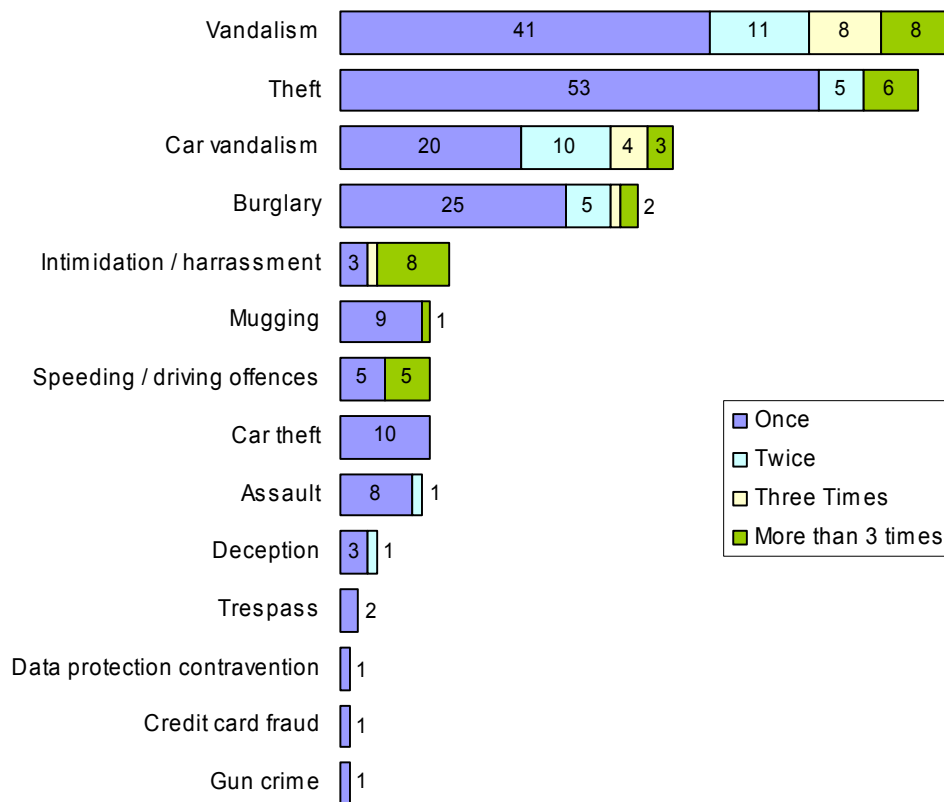 Vandalism 41 11 8 8
Theft 53 5 6
Car vandalism 20 10 4 3
Burglary 25 5 2
Intimidation / harrassment 3 8
Mugging 9 1
Speeding / driving offences 5 5
Car theft 10
Assault 8 1
Deception 3 1
Trespass 2
Data protection contravention 1
Credit card fraud 1
Gun crime 1
Once
Twice
Three Times
More than 3 times